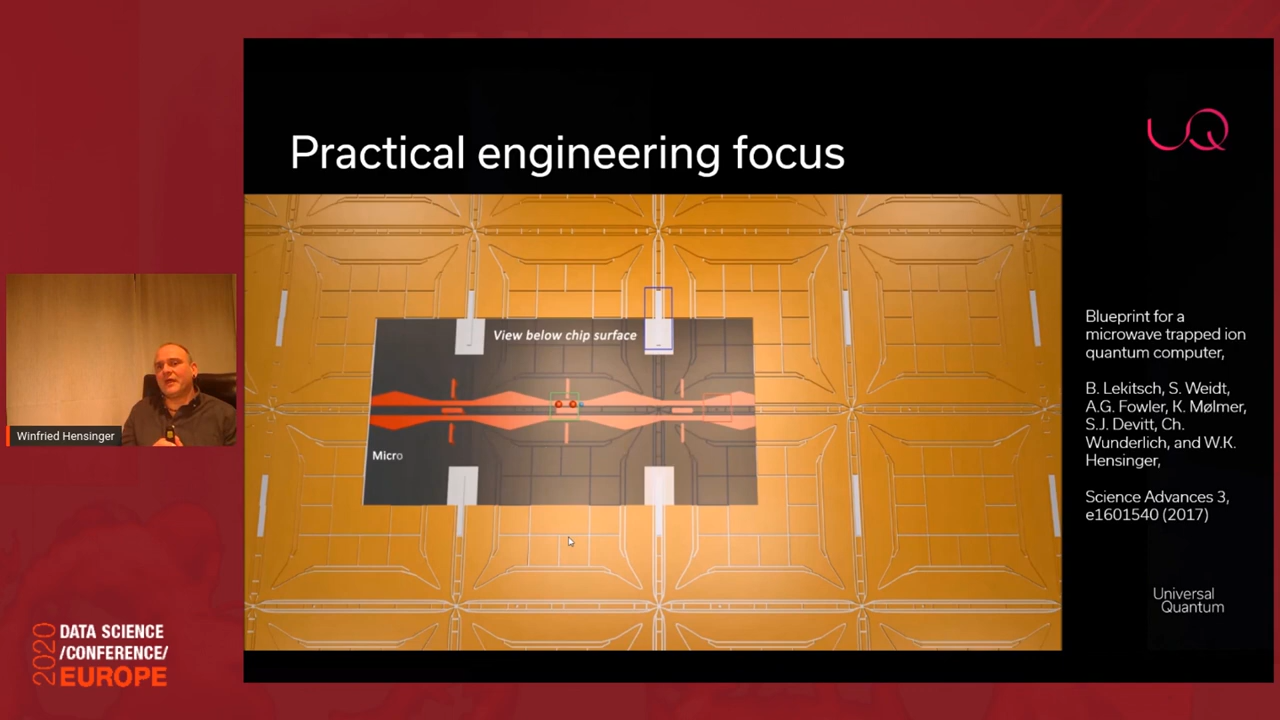 Practical engineering focus
UQ
View below chip surface
Micro
Blueprint for a
microwave trapped ion
quantum computer,
B. Lekitsch, S. Weidt,
A.G. Fowler, K. Mølmer,
S.J. Devitt, Ch.
Wunderlich, and W.K.
Hensinger,
Science Advances 3,
e1601540 (2017)
Universal
Quantum
Winfried Hensinger
2020
DATA SCIENCE
/CONFERENCE/
EUROPE